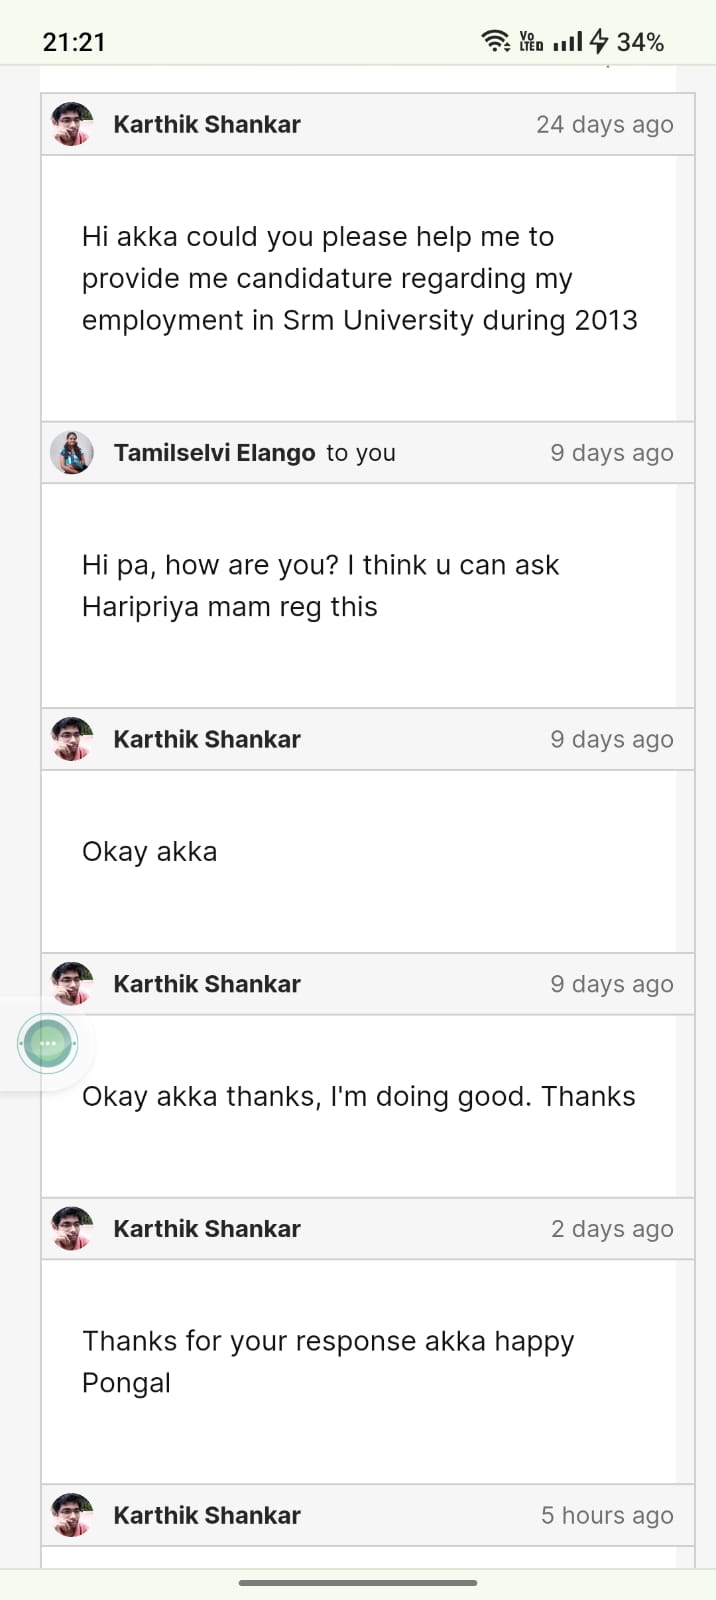 21:21
Vo
LTED
34%
Karthik Shankar
24 days ago
Hi akka could you please help me to
provide me candidature regarding my
employment in Srm University during 2013
Tamilselvi Elango to you
9 days ago
Hi pa, how are you? I think u can ask
Haripriya mam reg this
Karthik Shankar
9 days ago
Okay akka
Karthik Shankar
9 days ago
Okay akka thanks, I'm doing good. Thanks
Karthik Shankar
2 days ago
Thanks for your response akka happy
Pongal
Karthik Shankar
5 hours ago